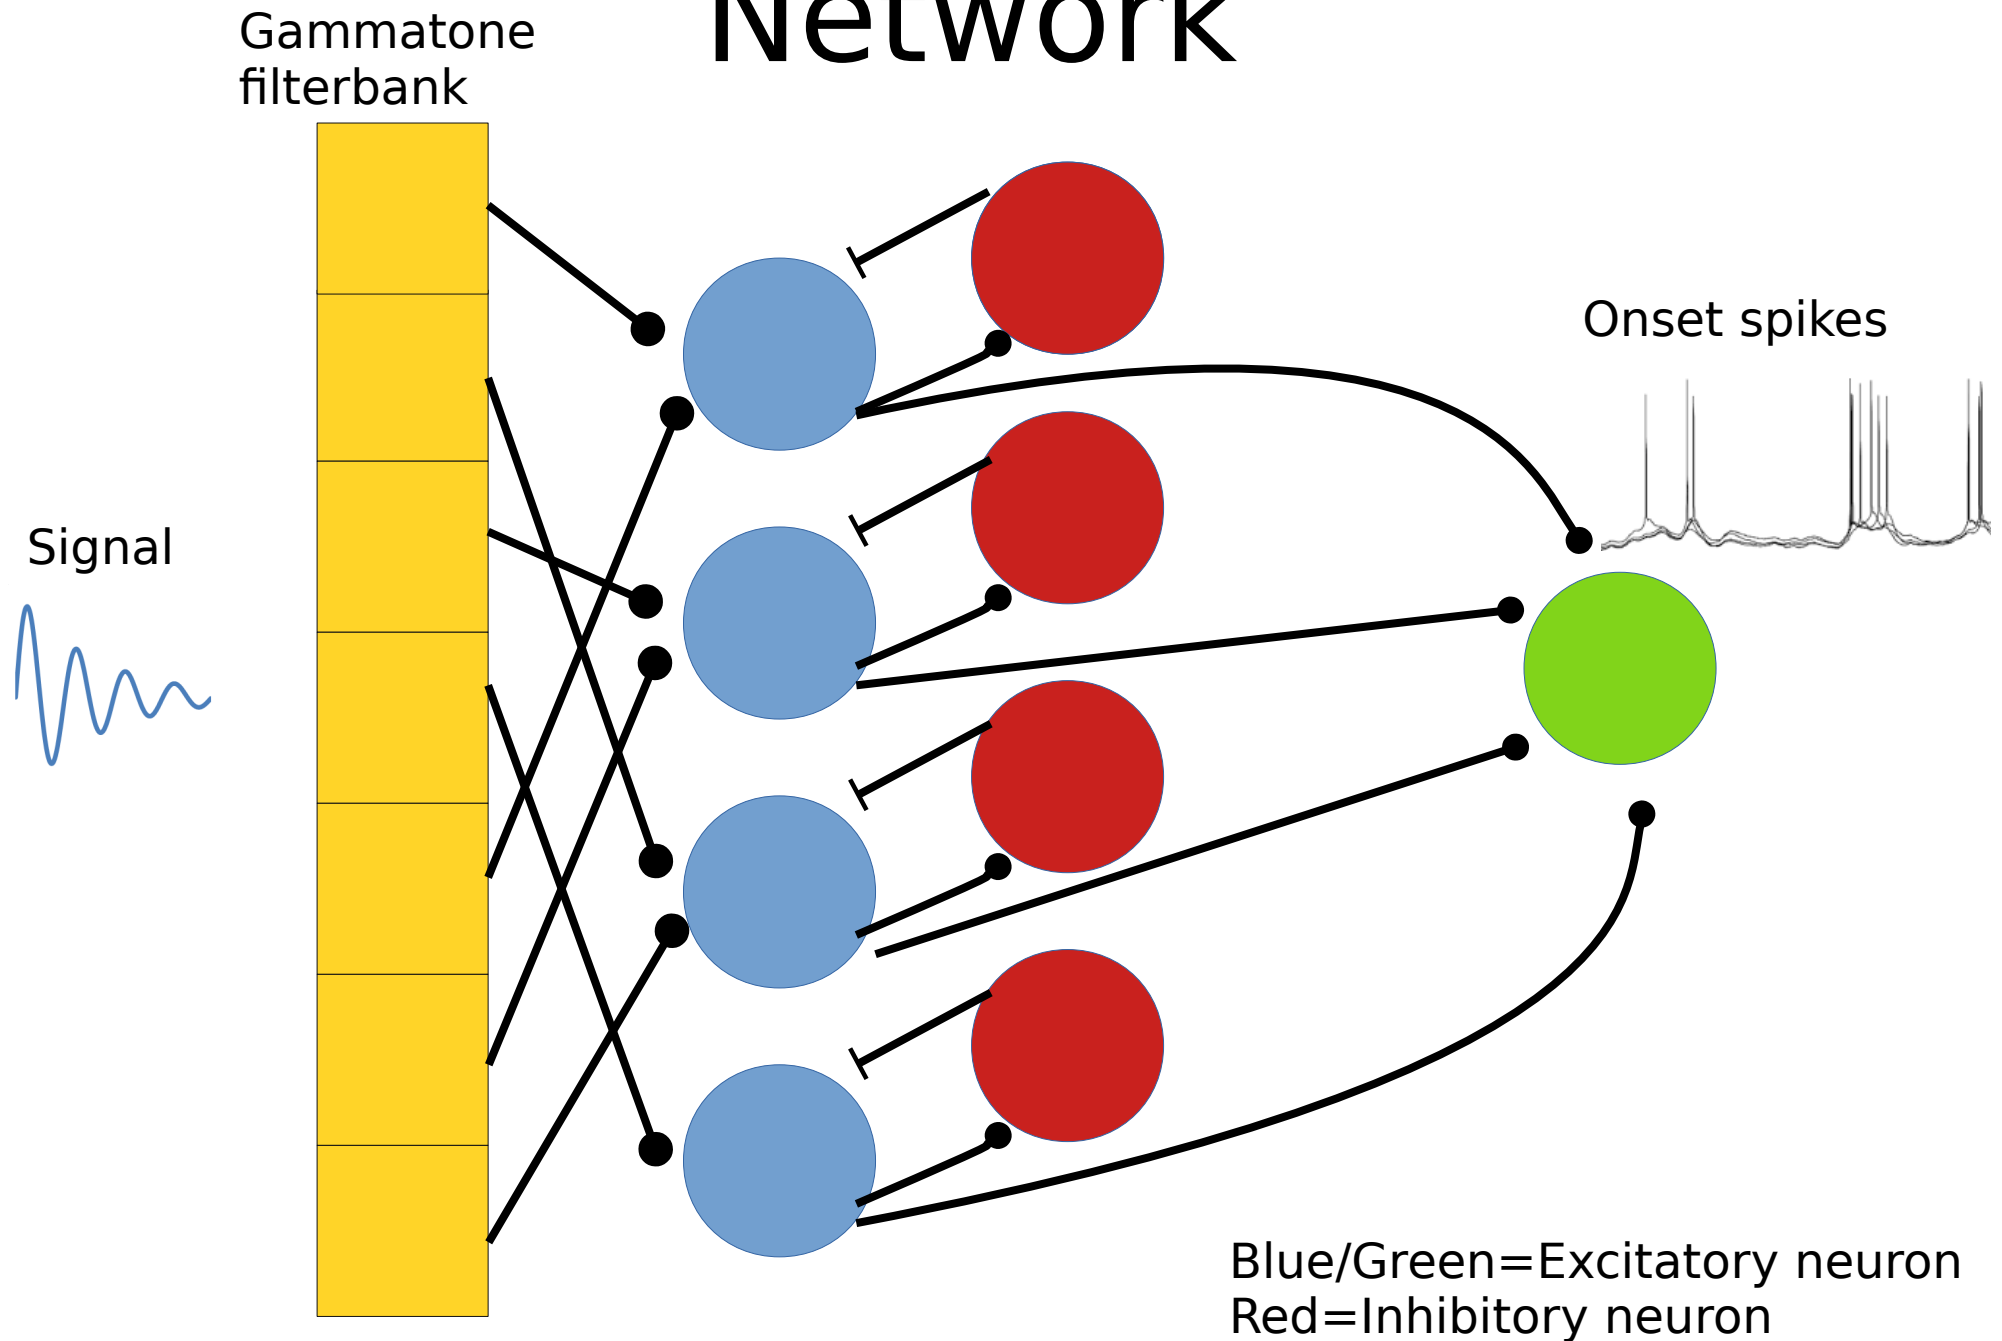 Network
Gammatone
filterbank
Onset spikes
Signal
Blue/Green=Excitatory neuron
Red=Inhibitory neuron